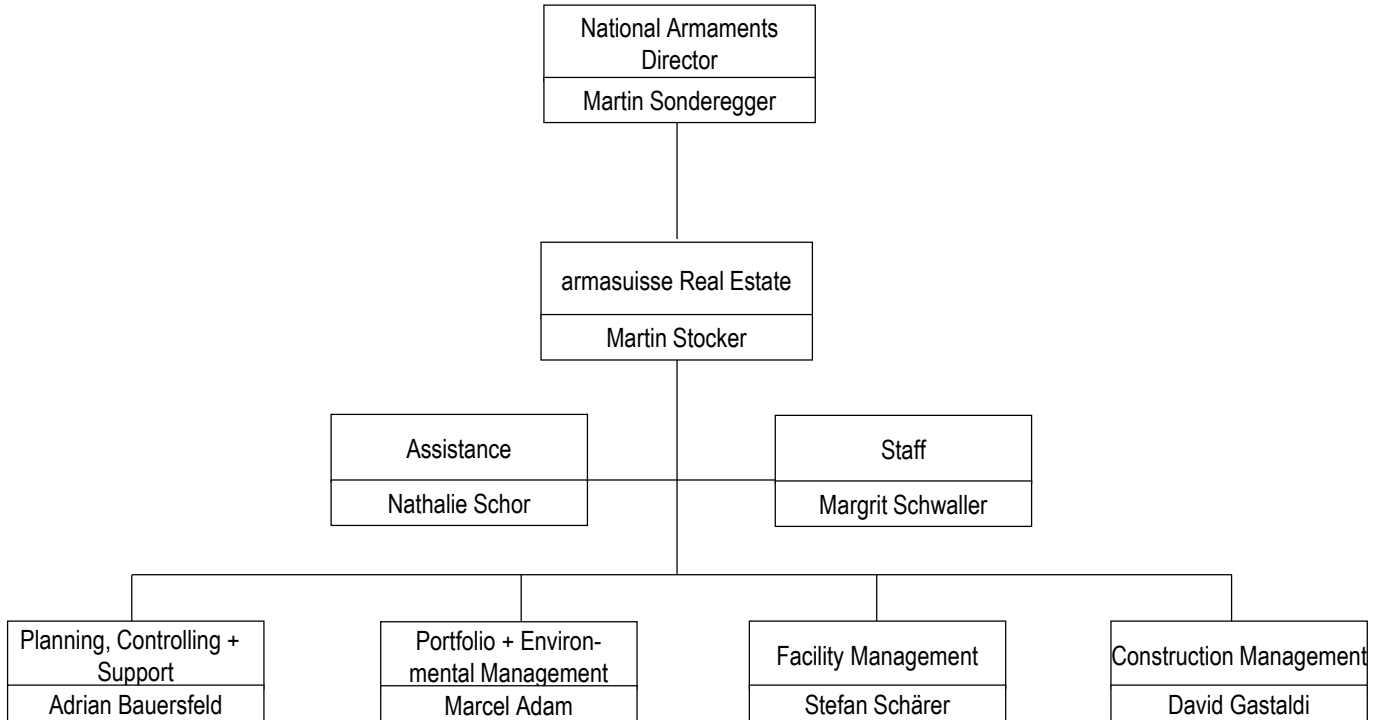 National Armaments
Director
Martin Sonderegger
armasuisse Real Estate
Martin Stocker
Assistance
Nathalie Schor
Staff
Margrit Schwaller
Planning, Controlling +
Support
Adrian Bauersfeld
Portfolio + Environ-
mental Management
Marcel Adam
Facility Management
Stefan Schärer
Construction Management
David Gastaldi